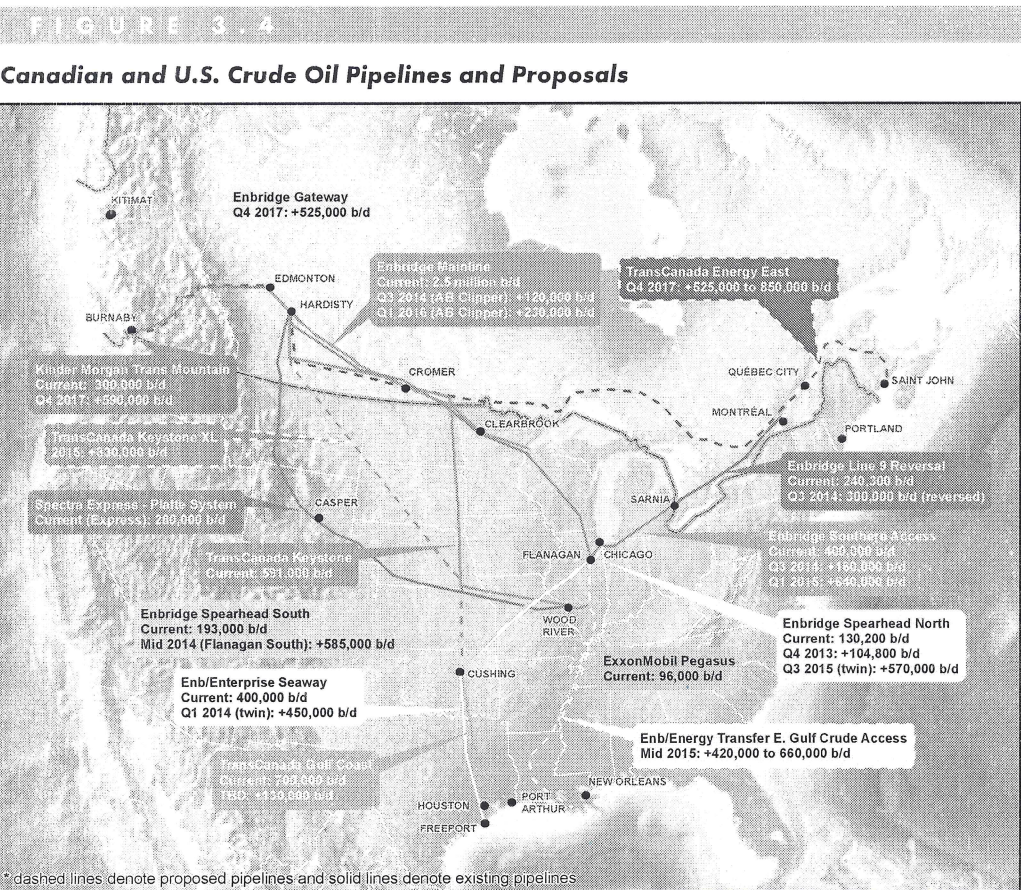 FIGURE 3.4
Canadian and U.S. Crude Oil Pipelines and Proposals
KITIMAT
Enbridge Gateway
Q4 2017: +525,000 b/d
EDMONTON
HARDISTY
Enbridge Mainline
Current: 2.5 million b/d
Q3 2014 (AB Clipper): +120,000 b/d
Q1 2016 (AB Clipper): +230,000 b/d
TransCanada Energy East
Q4 2017: +525,000 to 850,000 b/d
BURNABY
Kinder Morgan Trans Mountain
Current: 300,000 b/d
Q4 2017: +590,000 b/d
CROMER
QUÉBEC CITY
SAINT JOHN
MONTRÉAL
PORTLAND
CLEARBROOK
TransCanada Keystone XL
2015: +830,000 b/d
Enbridge Line 9 Reversal
Current: 240,300 b/d
Q3 2014: 300,000 b/d (reversed)
SARNIA
Spectra Express - Platte System
Current (Express): 280,000 b/d
CASPER
Enbridge Southern Access
Current: 400,000 b/d
Q3 2014: +160,000 b/d
Q1 2015: +640,000 b/d
FLANAGAN
CHICAGO
TransCanada Keystone
Current: 591,000 b/d
Enbridge Spearhead South
Current: 193,000 b/d
Mid 2014 (Flanagan South): +585,000 b/d
WOOD
RIVER
Enbridge Spearhead North
Current: 130,200 b/d
Q4 2013: +104,800 b/d
Q3 2015 (twin): +570,000 b/d
ExxonMobil Pegasus
Current: 96,000 b/d
CUSHING
Enb/Enterprise Seaway
Current: 400,000 b/d
Q1 2014 (twin): +450,000 b/d
Enb/Energy Transfer E. Gulf Crude Access
Mid 2015: +420,000 to 660,000 b/d
TransCanada Gulf Coast
Current: 700,000 b/d
TBD: +130,000 b/d
NEW ORLEANS
HOUSTON
PORT
ARTHUR
FREEPORT
* dashed lines denote proposed pipelines and solid lines denote existing pipelines